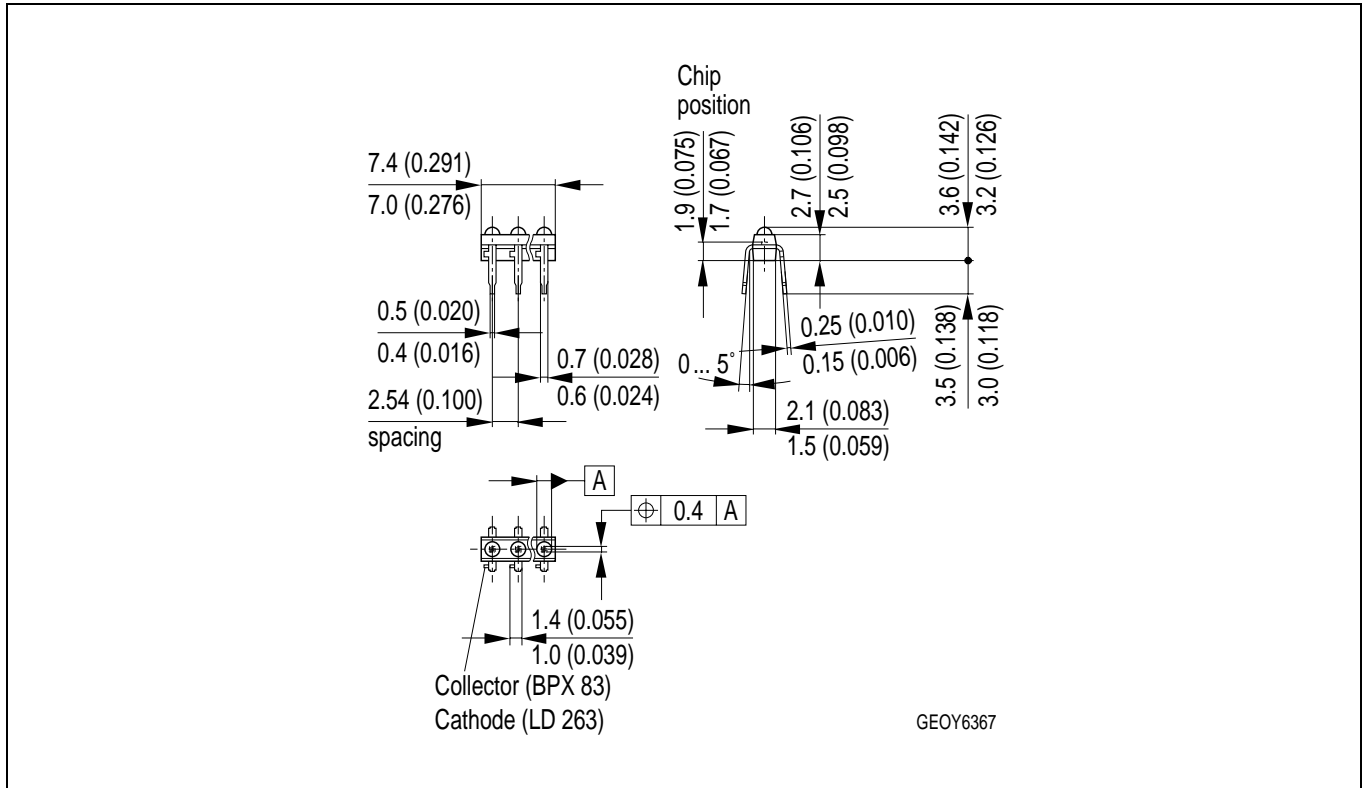 Chip
position
1.9 (0.075)
1.7 (0.067)
2.7 (0.106)
2.5 (0.098)
3.6 (0.142)
3.2 (0.126)
7.4 (0.291)
7.0 (0.276)
0.5 (0.020)
0.4 (0.016)
0.7 (0.028)
0.6 (0.024)
2.54 (0.100)
spacing
0 ... 5˚
0.25 (0.010)
0.15 (0.006)
3.5 (0.138)
3.0 (0.118)
2.1 (0.083)
1.5 (0.059)
A
0.4 A
1.4 (0.055)
1.0 (0.039)
Collector (BPX 83)
Cathode (LD 263)
GEOY6367